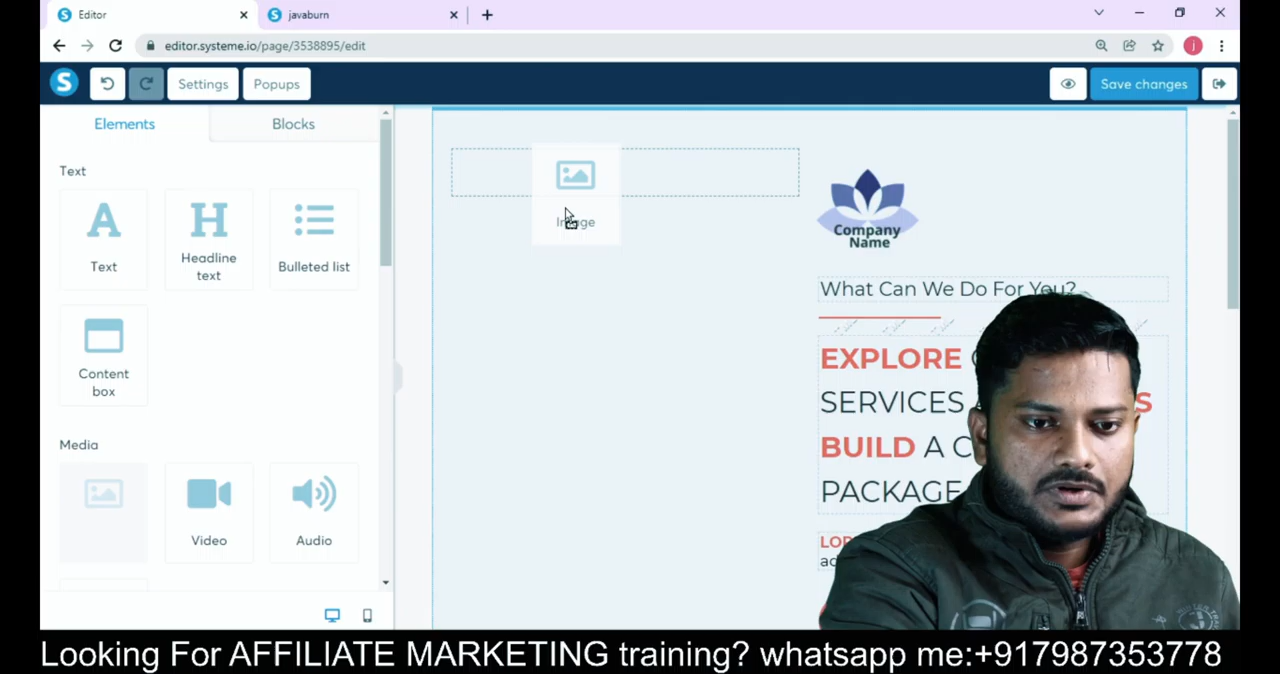 Editor
javaburn
editor.systeme.io/page/3538895/edit
j
S
Settings
Popups
Save changes
Elements
Blocks
Text
A
Text
H
Headline
text
Bulleted list
Content
box
Media
Video
Audio
Image
Company
Name
What Can We Do For You?
EXPLORE
SERVICES
S
BUILD A
PACKAGE
Looking For AFFILIATE MARKETING training? whatsapp me:+917987353778